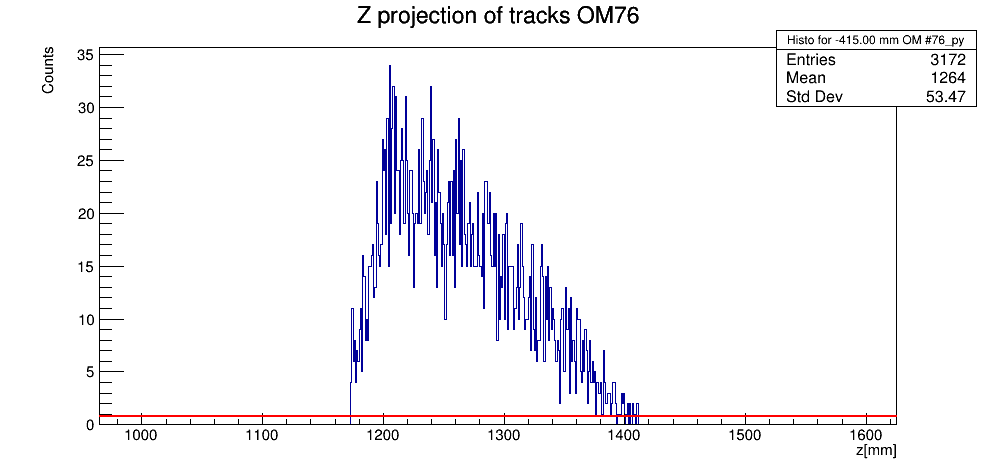 Z projection of tracks OM76
Histo for -415.00 mm OM #76_py
Entries 3172
Mean 1264
Std Dev 53.47
Counts
35
30
25
20
15
10
5
0
1000 1100 1200 1300 1400 1500 1600
z[mm]